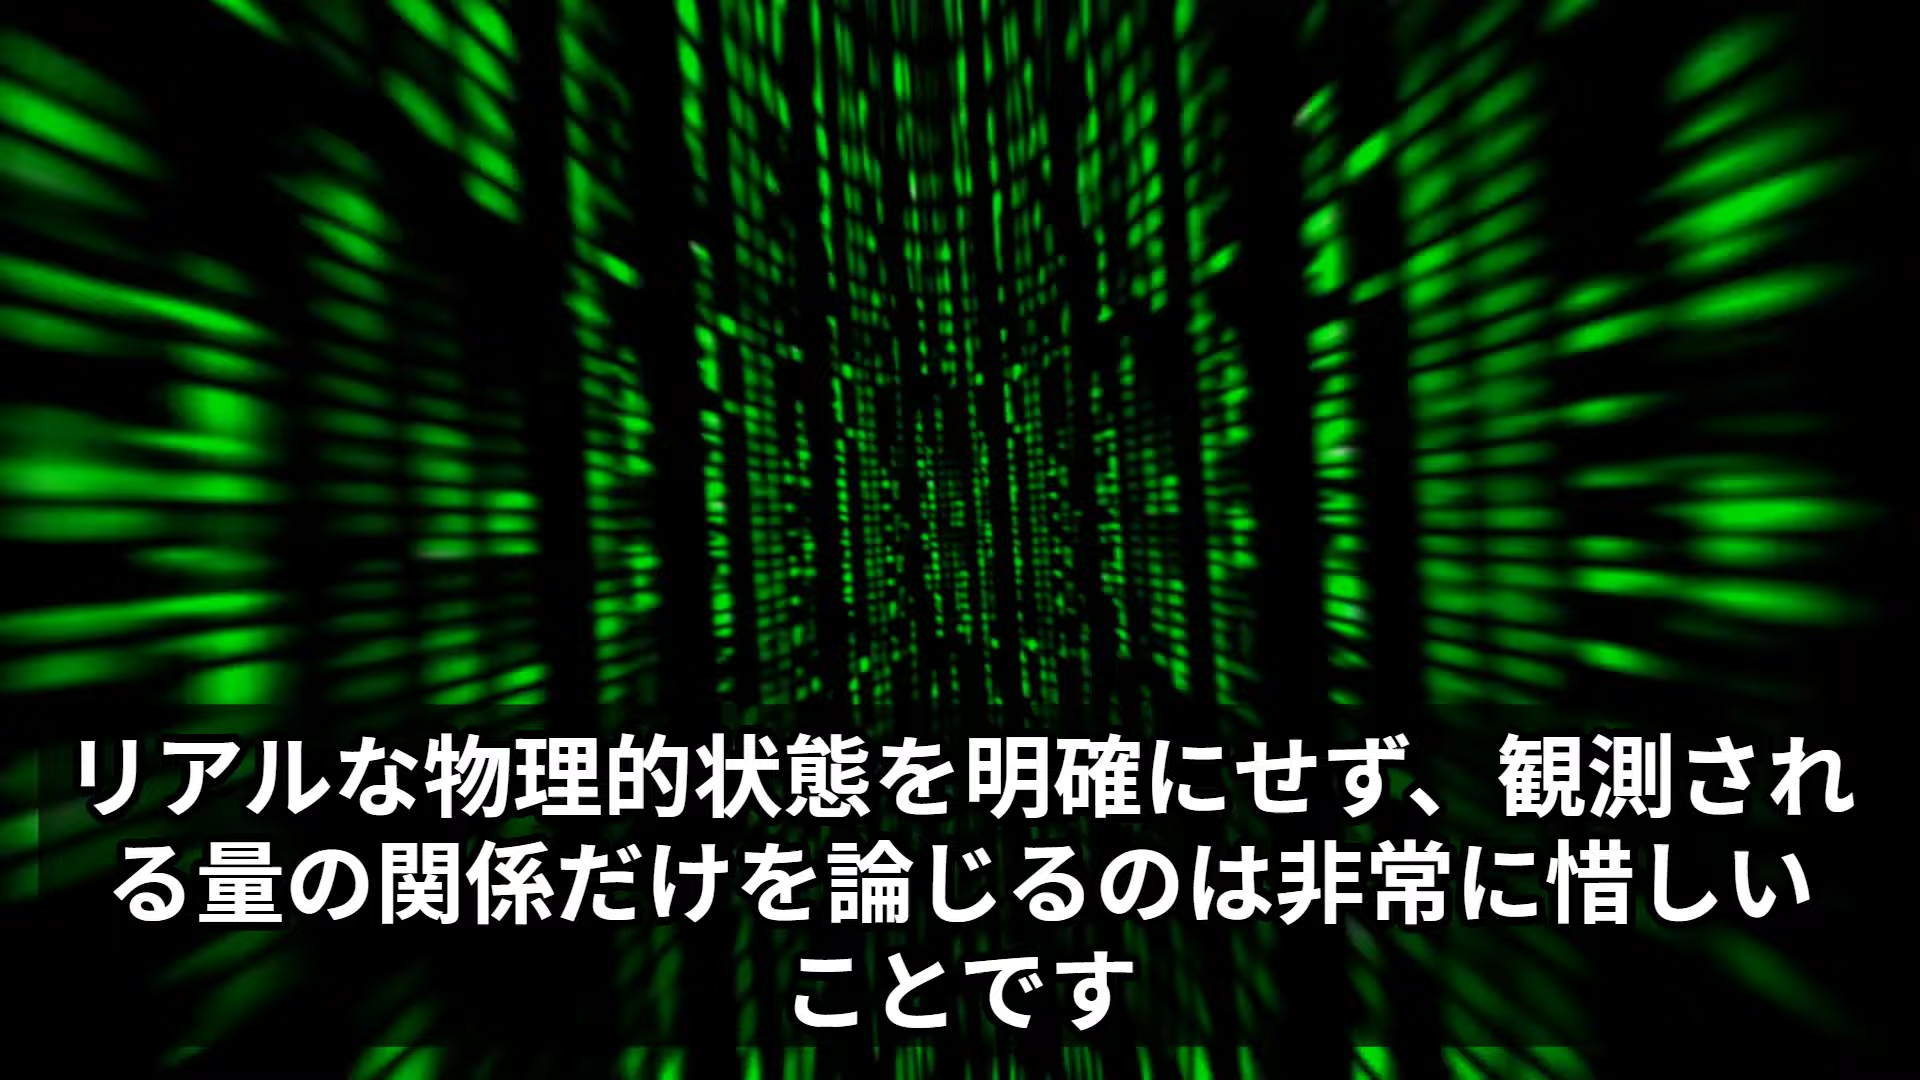 リアルな物理的状態を明確にせず、観測され
る量の関係だけを論じるのは非常に惜しい
ことです